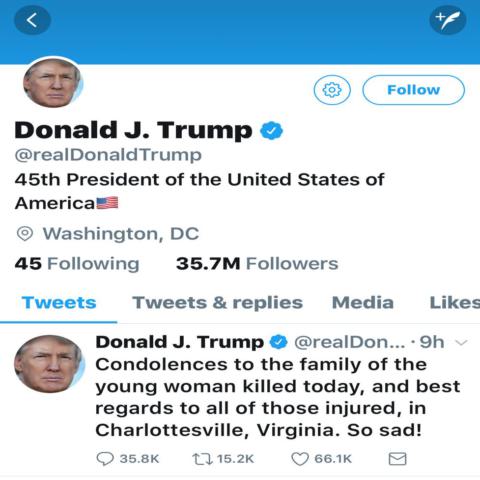 Follow
Donald J. Trump
@realDonaldTrump
45th President of the United States of
America🇺🇸
Washington, DC
45 Following 35.7M Followers
Tweets Tweets & replies Media Likes
Donald J. Trump @realDon... · 9h
Condolences to the family of the
young woman killed today, and best
regards to all of those injured, in
Charlottesville, Virginia. So sad!
35.8K 15.2K 66.1K